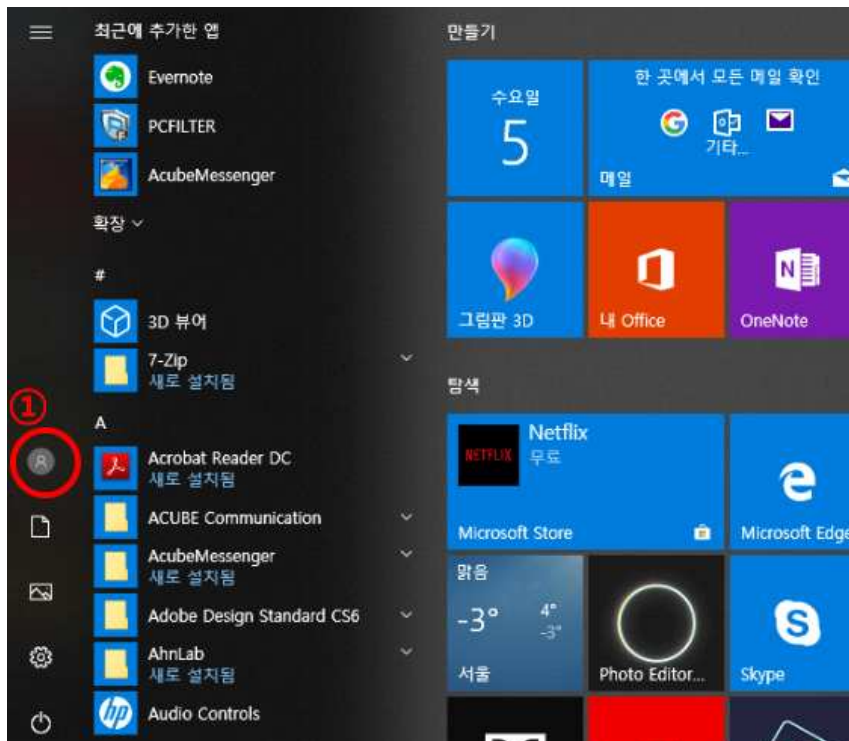 최근에 추가한 앱
Evernote
PCFILTER
AcubeMessenger
확장
#
3D 뷰어
7-Zip
새로 설치됨
①
A
Acrobat Reader DC
새로 설치됨
ACUBE Communication
AcubeMessenger
새로 설치됨
Adobe Design Standard CS6
AhnLab
새로 설치됨
Audio Controls
만들기
수요일
5
한 곳에서 모든 메일 확인
기타...
메일
그림판 3D
내 Office
OneNote
탐색
NETFLIX
Netflix
무료
Microsoft Store
Microsoft Edge
맑음
-3° 4°
-3°
서울
Photo Editor...
Skype